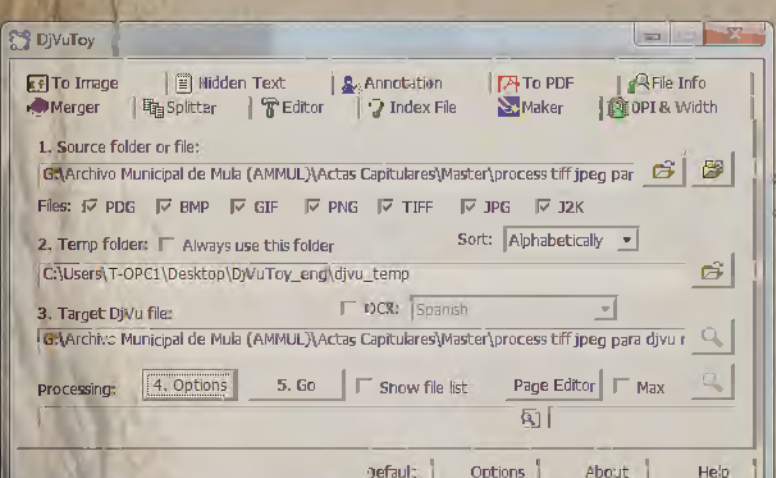 DjVuToy
To Image Hidden Text Annotation To PDF File Info
Merger Splitter Editor Index File Maker DPI & Width
1. Source folder or file:
G:\Archivo Municipal de Mula (AMMUL)\Actas Capitulares\Master\process tiff jpeg par
Files: PDG BMP GIF PNG TIFF JPG J2K
2. Temp folder: Always use this folder Sort: Alphabetically
C:\Users\T-OPC1\Desktop\DjVuToy_eng\djvu_temp
3. Target DjVu file: OCR: Spanish
G:\Archivo Municipal de Mula (AMMUL)\Actas Capitulares\Master\process tiff jpeg para djvu r
Processing: 4. Options 5. Go Show file list Page Editor Max
Default Options About Help